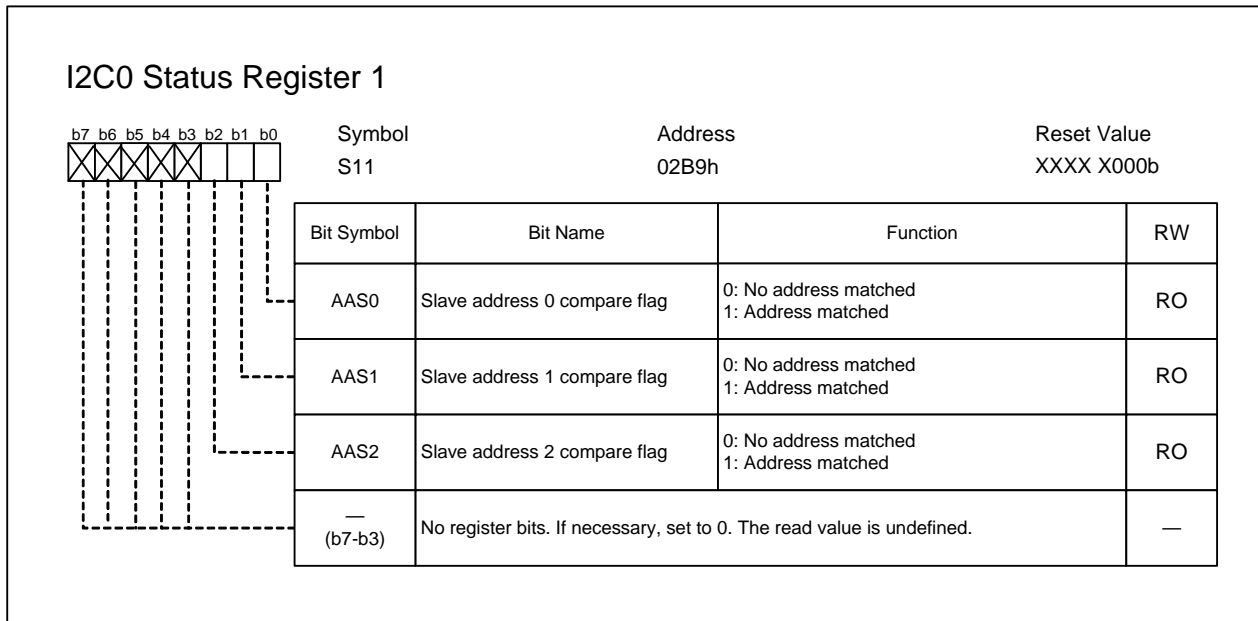 I2C0 Status Register 1
b7 b6 b5 b4 b3 b2 b1 b0
Symbol Address Reset Value
S11 02B9h XXXX X000b
Bit Symbol Bit Name Function RW
AAS0 Slave address 0 compare flag 0: No address matched
1: Address matched RO
AAS1 Slave address 1 compare flag 0: No address matched
1: Address matched RO
AAS2 Slave address 2 compare flag 0: No address matched
1: Address matched RO
—
(b7-b3) No register bits. If necessary, set to 0. The read value is undefined. —